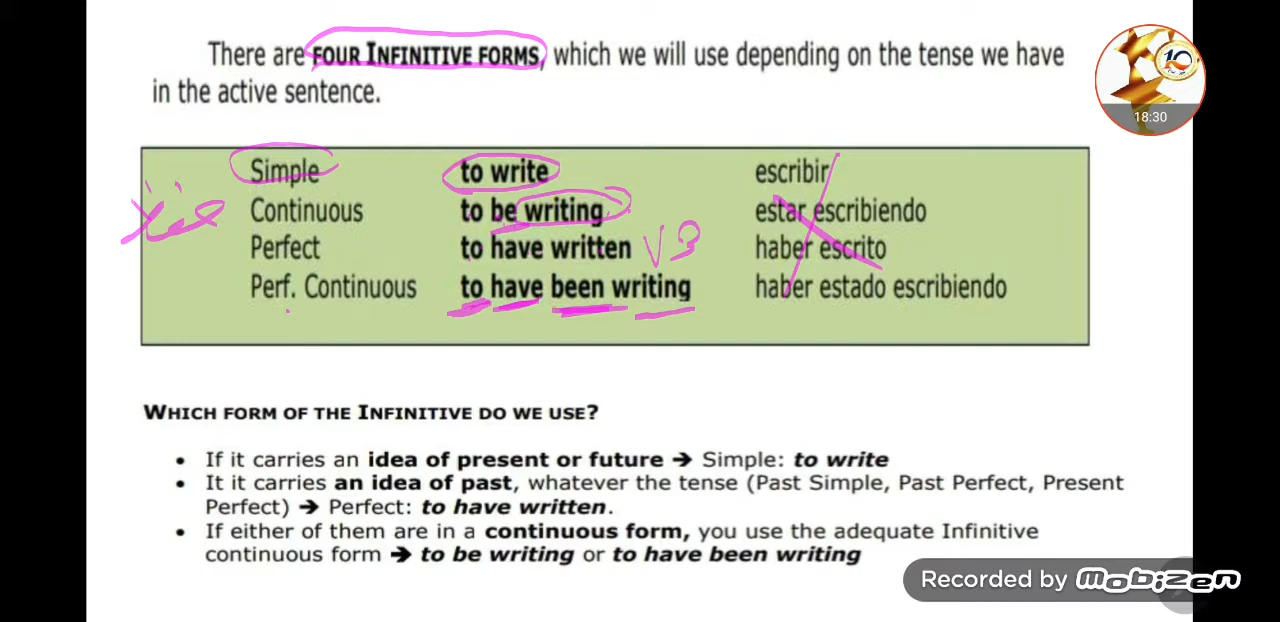 There are FOUR INFINITIVE FORMS, which we will use depending on the tense we have
in the active sentence.
10
18:30
Simple to write escribir
Continuous to be writing estar escribiendo
Perfect to have written V3 haber escrito
Perf. Continuous to have been writing haber estado escribiendo
WHICH FORM OF THE INFINITIVE DO WE USE?
• If it carries an idea of present or future ➔ Simple: to write
• It it carries an idea of past, whatever the tense (Past Simple, Past Perfect, Present
Perfect) ➔ Perfect: to have written.
• If either of them are in a continuous form, you use the adequate Infinitive
continuous form ➔ to be writing or to have been writing
Recorded by mobizen